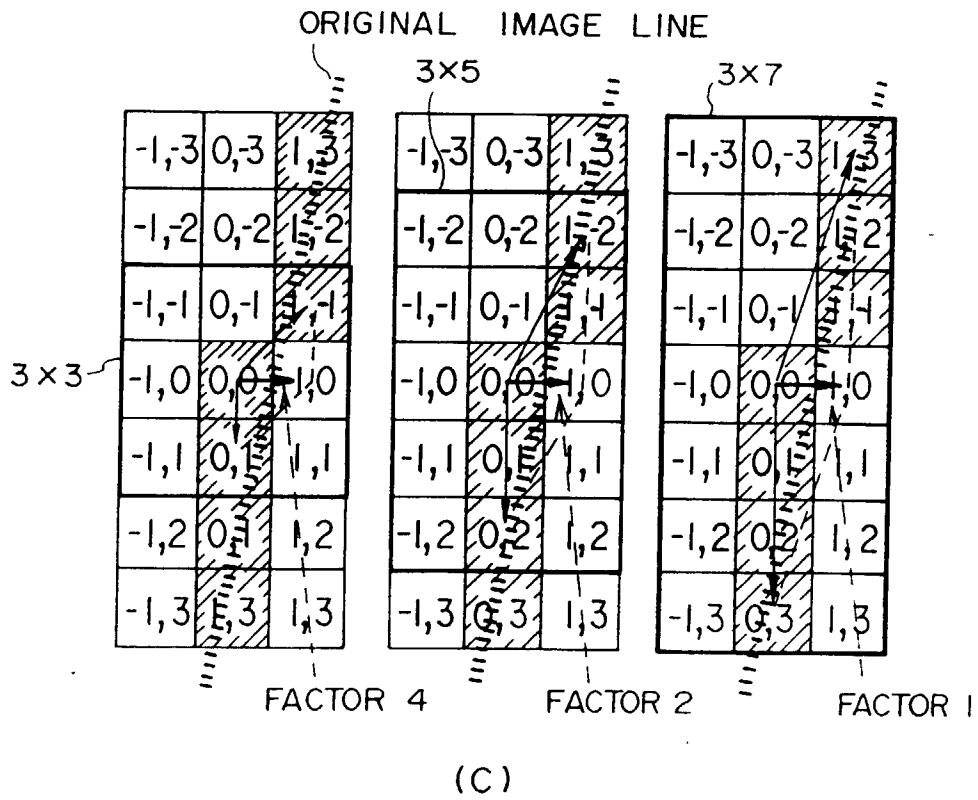 ORIGINAL IMAGE LINE
3×5
3×7
-1,-3 0,-3 1,-3 -1,-3 0,-3 1,-3 -1,-3 0,-3 1,-3
-1,-2 0,-2 1,-2 -1,-2 0,-2 1,-2 -1,-2 0,-2 1,-2
-1,-1 0,-1 -1,-1 0,-1 1,-1 -1,-1 0,-1 1,-1
3×3
-1,0 0,0 1,0 -1,0 0,0 1,0 -1,0 0,0 1,0
-1,1 0,1 1,1 -1,1 0,1 1,1 -1,1 0,1 1,1
-1,2 1,2 -1,2 0,2 1,2 -1,2 0,2 1,2
-1,3 1,3 -1,3 0,3 1,3 -1,3 0,3 1,3
FACTOR 4
FACTOR 2
FACTOR 1
(C)